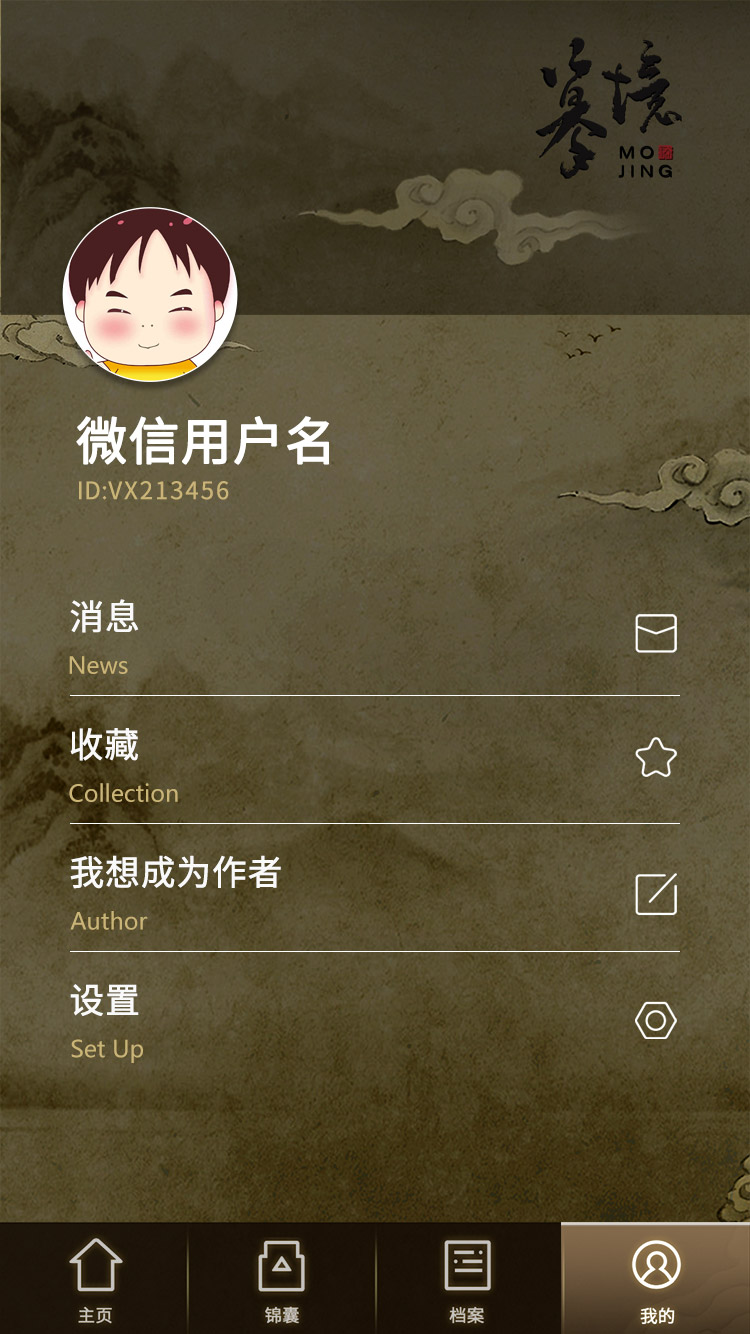 摹境
MO
JING
微信用户名
ID:VX213456
消息
News
收藏
Collection
我想成为作者
Author
设置
Set Up
主页
锦囊
档案
我的